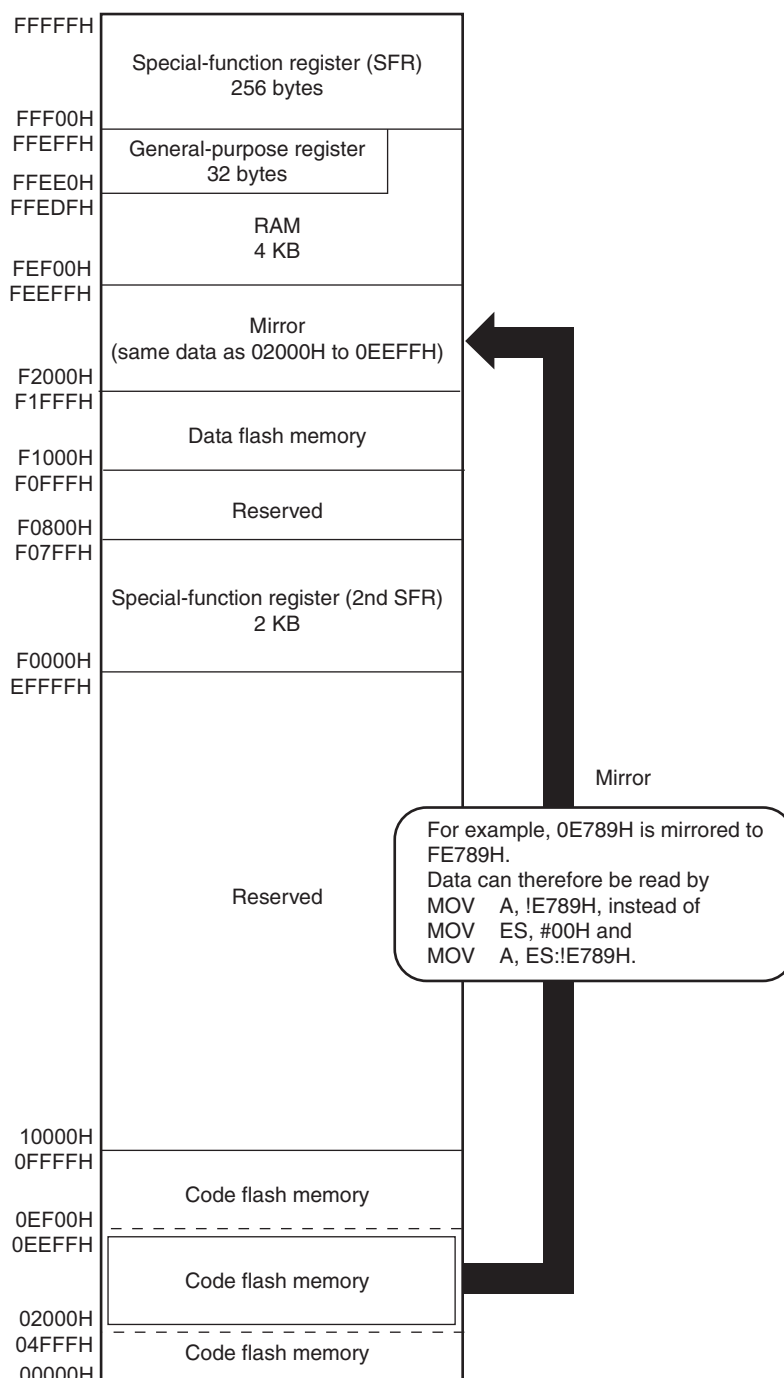 FFFFFH
Special-function register (SFR)
256 bytes
FFF00H
FFEFFH
General-purpose register
32 bytes
FFEE0H
FFEDFH
RAM
4 KB
FEF00H
FEEFFH
Mirror
(same data as 02000H to 0EEFFH)
F2000H
F1FFFH
Data flash memory
F1000H
F0FFFH
Reserved
F0800H
F07FFH
Special-function register (2nd SFR)
2 KB
F0000H
EFFFFH
Mirror
For example, 0E789H is mirrored to
FE789H.
Data can therefore be read by
MOV A, !E789H, instead of
MOV ES, #00H and
MOV A, ES:!E789H.
Reserved
10000H
0FFFFH
Code flash memory
0EF00H
0EEFFH
Code flash memory
02000H
04FFFH
Code flash memory
00000H